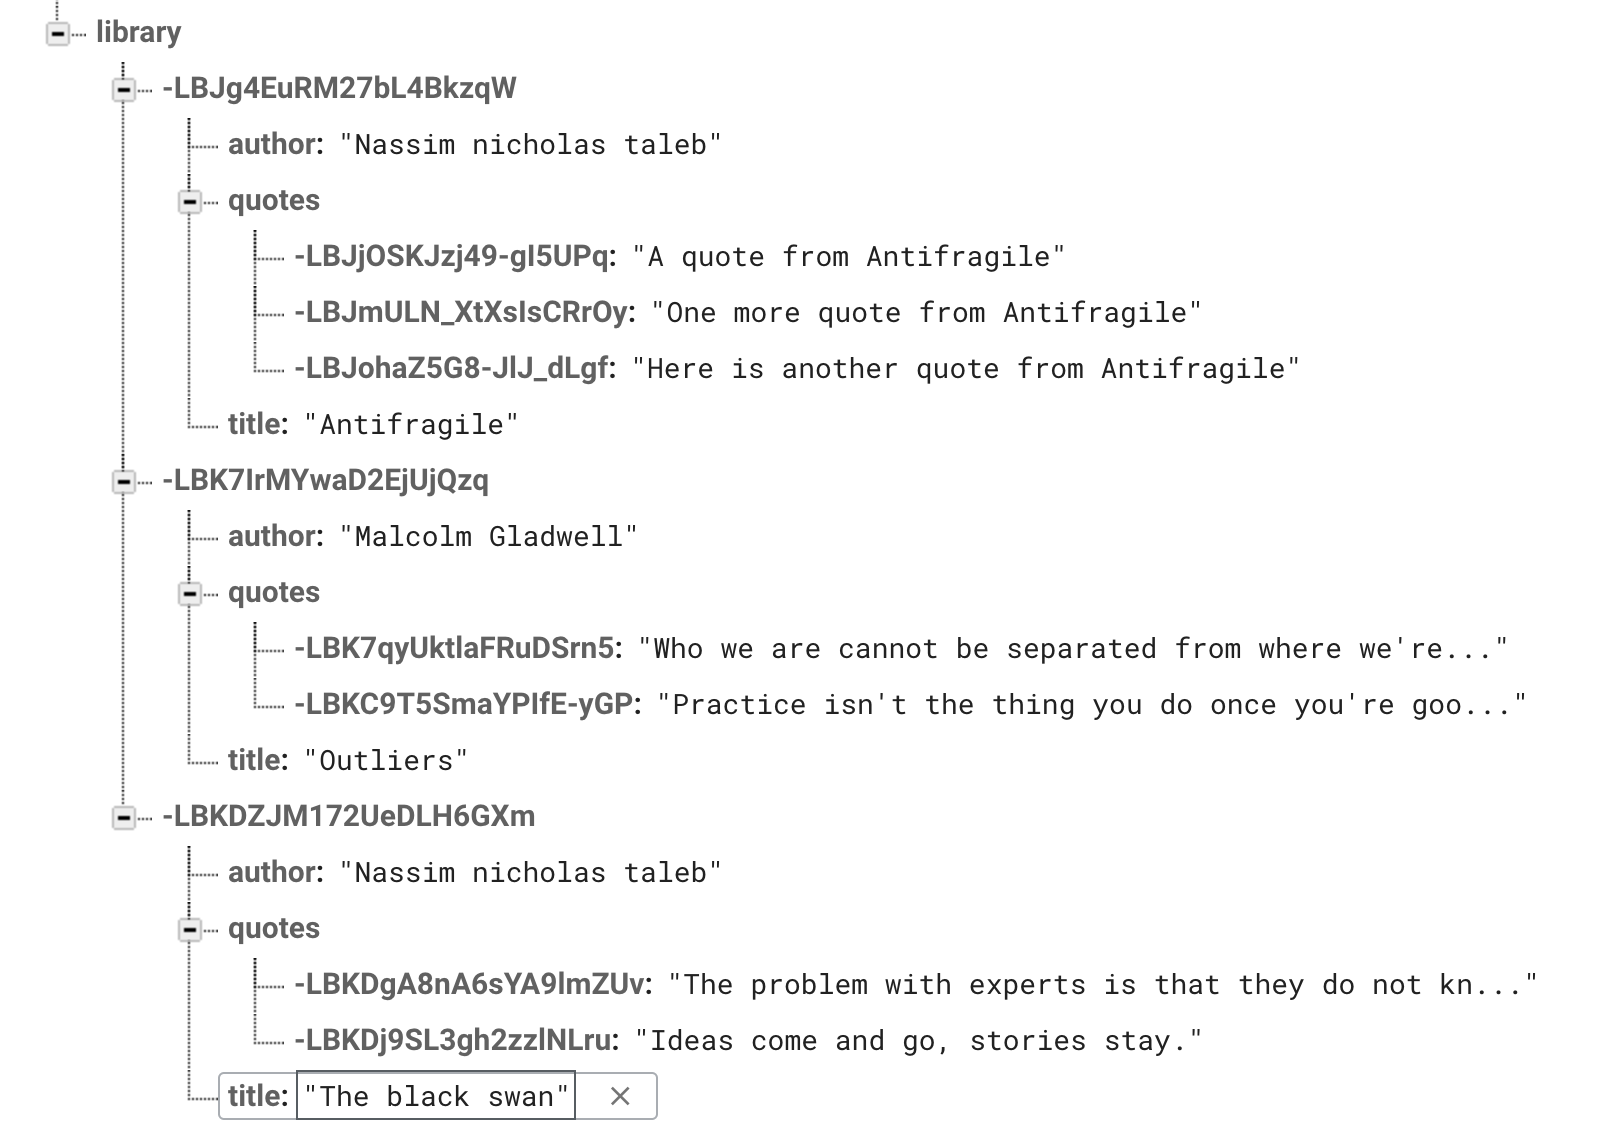 library
-LBJg4EuRM27bL4BkzqW
author: "Nassim nicholas taleb"
quotes
-LBJjOSKJzj49-gI5UPq: "A quote from Antifragile"
-LBJmULN_XtXsIsCRrOy: "One more quote from Antifragile"
-LBJohaZ5G8-JlJ_dLgf: "Here is another quote from Antifragile"
title: "Antifragile"
-LBK7IrMYwaD2EjUjQzq
author: "Malcolm Gladwell"
quotes
-LBK7qyUktlaFRuDSrn5: "Who we are cannot be separated from where we're..."
-LBKC9T5SmaYPIfE-yGP: "Practice isn't the thing you do once you're goo..."
title: "Outliers"
-LBKDZJM172UeDLH6GXm
author: "Nassim nicholas taleb"
quotes
-LBKDgA8nA6sYA9lmZUv: "The problem with experts is that they do not kn..."
-LBKDj9SL3gh2zzlNLru: "Ideas come and go, stories stay."
title: "The black swan"